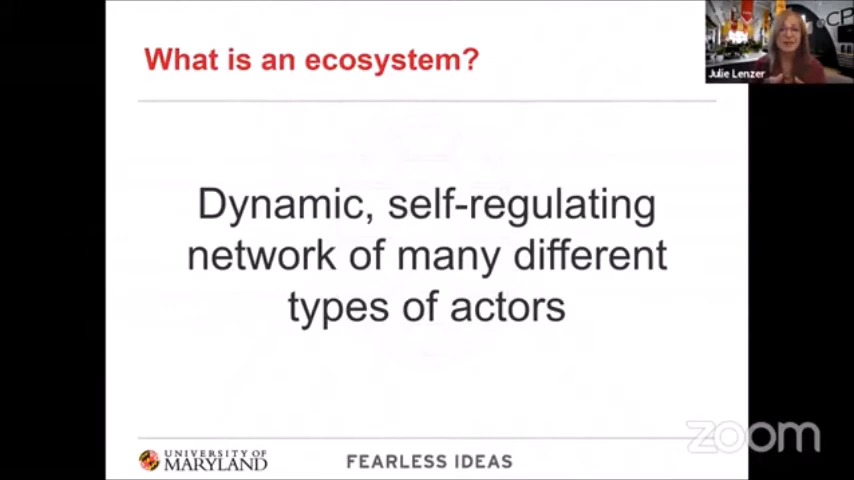 What is an ecosystem?
CP
Julie Lenzer
Dynamic, self-regulating
network of many different
types of actors
zoom
UNIVERSITY OF
MARYLAND
FEARLESS IDEAS